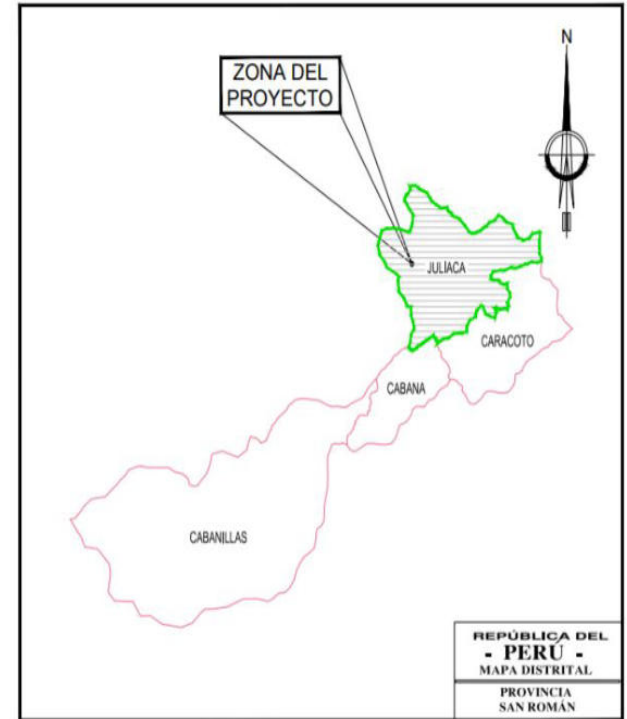 N
ZONA DEL
PROYECTO
JULIACA
CARACOTO
CABANA
CABANILLAS
REPÚBLICA DEL
- PERÚ -
MAPA DISTRITAL
PROVINCIA
SAN ROMÁN